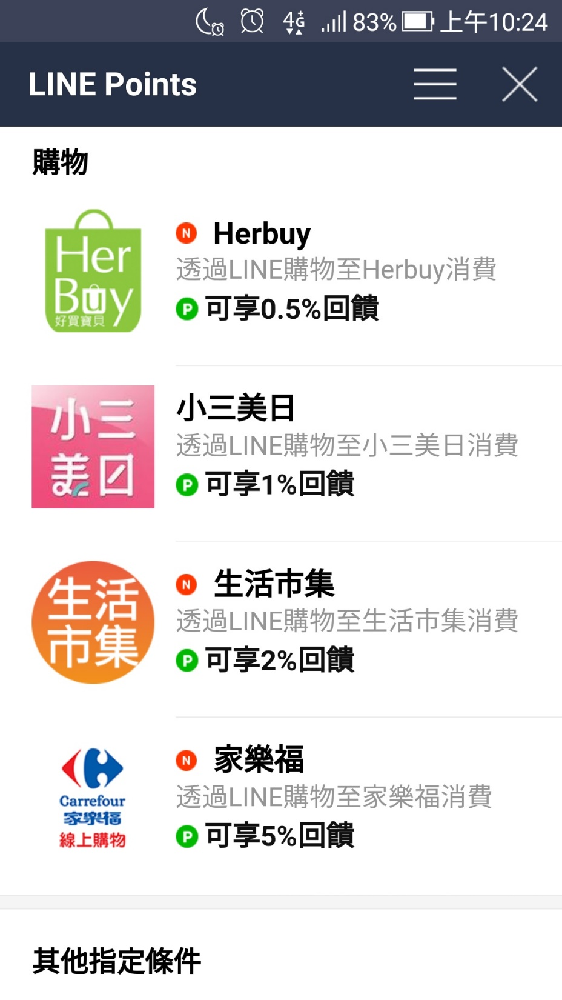 4G 83% 上午10:24
LINE Points
購物
Her
Buy
好買寶貝
N Herbuy
透過LINE購物至Herbuy消費
P 可享0.5%回饋
小三
美日
小三美日
透過LINE購物至小三美日消費
P 可享1%回饋
生活
市集
N 生活市集
透過LINE購物至生活市集消費
P 可享2%回饋
Carrefour
家樂福
線上購物
N 家樂福
透過LINE購物至家樂福消費
P 可享5%回饋
其他指定條件